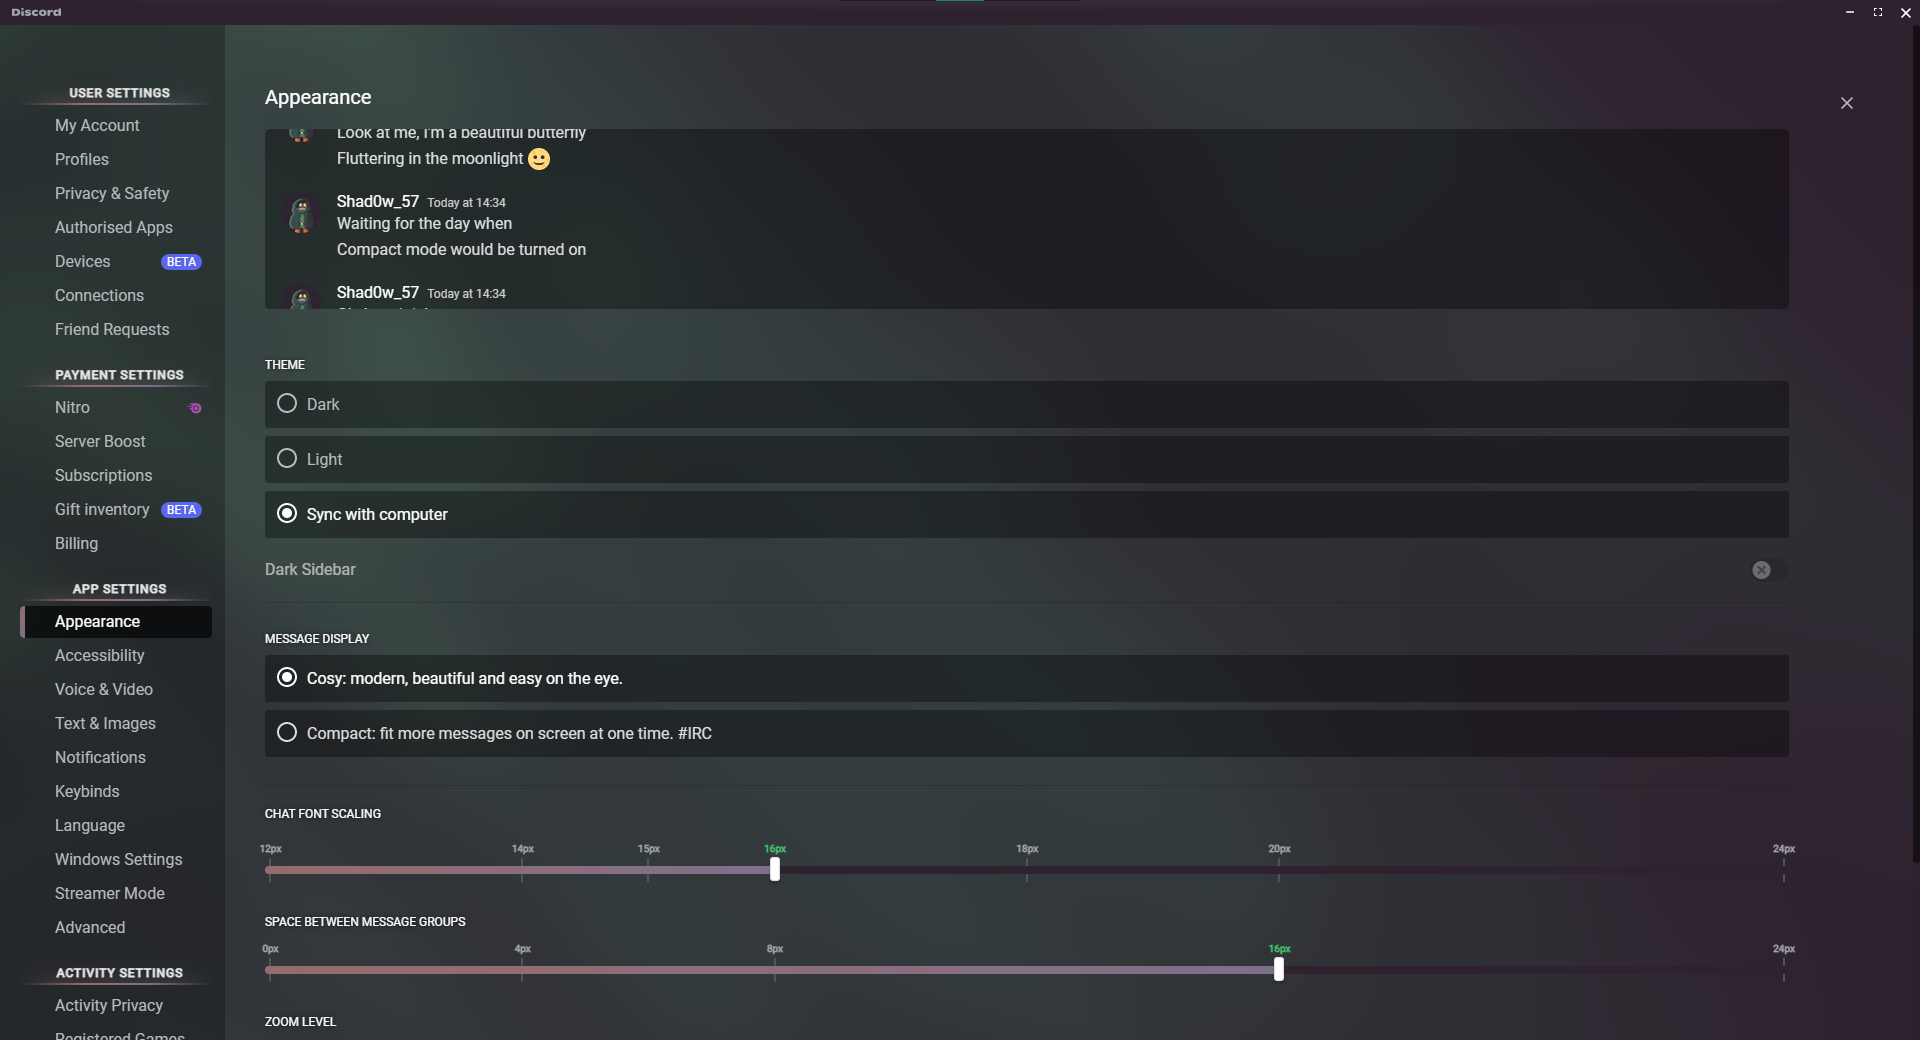 Discord
USER SETTINGS
My Account
Profiles
Privacy & Safety
Authorised Apps
Devices BETA
Connections
Friend Requests
PAYMENT SETTINGS
Nitro
Server Boost
Subscriptions
Gift inventory BETA
Billing
APP SETTINGS
Appearance
Accessibility
Voice & Video
Text & Images
Notifications
Keybinds
Language
Windows Settings
Streamer Mode
Advanced
ACTIVITY SETTINGS
Activity Privacy
Registered Games
Appearance
Look at me, I'm a beautiful butterfly
Fluttering in the moonlight
Shad0w_57 Today at 14:34
Waiting for the day when
Compact mode would be turned on
Shad0w_57 Today at 14:34
THEME
Dark
Light
Sync with computer
Dark Sidebar
MESSAGE DISPLAY
Cosy: modern, beautiful and easy on the eye.
Compact: fit more messages on screen at one time. #IRC
CHAT FONT SCALING
12px 14px 15px 16px 18px 20px 24px
SPACE BETWEEN MESSAGE GROUPS
0px 4px 8px 16px 24px
ZOOM LEVEL